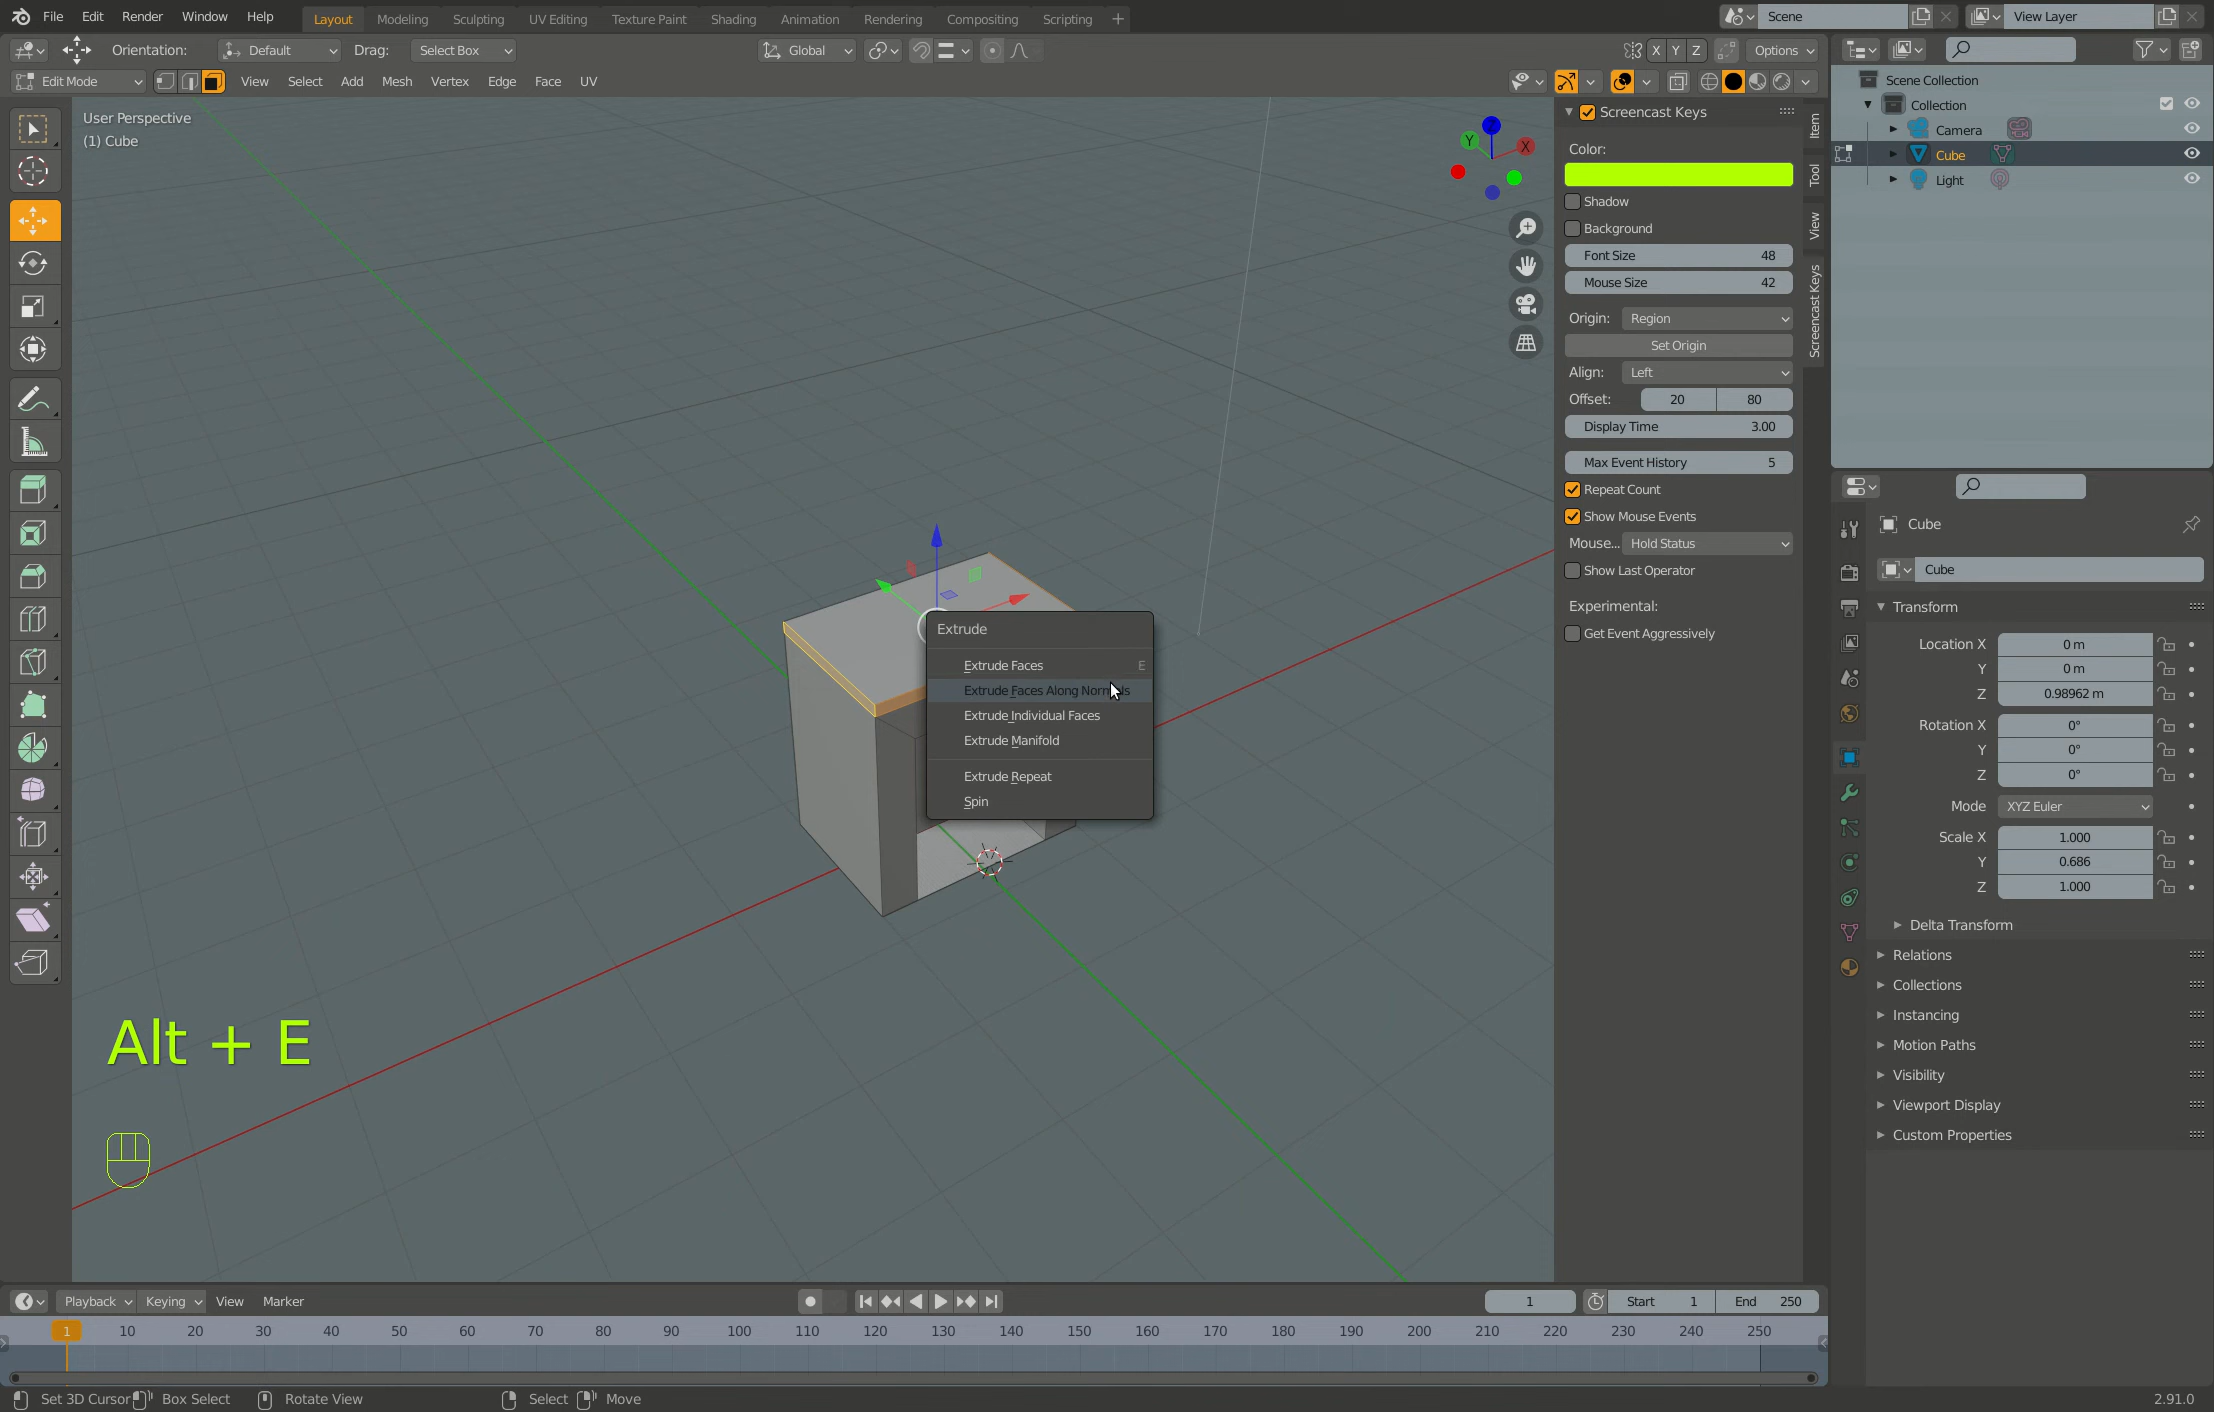 File Edit Render Window Help Layout Modeling Sculpting UV Editing Texture Paint Shading Animation Rendering Compositing Scripting + Scene View Layer
Orientation: Default Drag: Select Box Global X Y Z Options
Edit Mode View Select Add Mesh Vertex Edge Face UV
User Perspective
(1) Cube
Z
Y
X
Alt + E
Extrude
Extrude Faces E
Extrude Faces Along Normals
Extrude Individual Faces
Extrude Manifold
Extrude Repeat
Spin
Screencast Keys
Color:
Shadow
Background
Font Size 48
Mouse Size 42
Origin: Region
Set Origin
Align: Left
Offset: 20 80
Display Time 3.00
Max Event History 5
Repeat Count
Show Mouse Events
Mouse... Hold Status
Show Last Operator
Experimental:
Get Event Aggressively
Item
Tool
View
Screencast Keys
Scene Collection
Collection
Camera
Cube
Light
Cube
Cube
Transform
Location X 0 m
Y 0 m
Z 0.98962 m
Rotation X 0°
Y 0°
Z 0°
Mode XYZ Euler
Scale X 1.000
Y 0.686
Z 1.000
Delta Transform
Relations
Collections
Instancing
Motion Paths
Visibility
Viewport Display
Custom Properties
Playback Keying View Marker 1 Start 1 End 250
1 10 20 30 40 50 60 70 80 90 100 110 120 130 140 150 160 170 180 190 200 210 220 230 240 250
Set 3D Cursor Box Select Rotate View Select Move 2.91.0